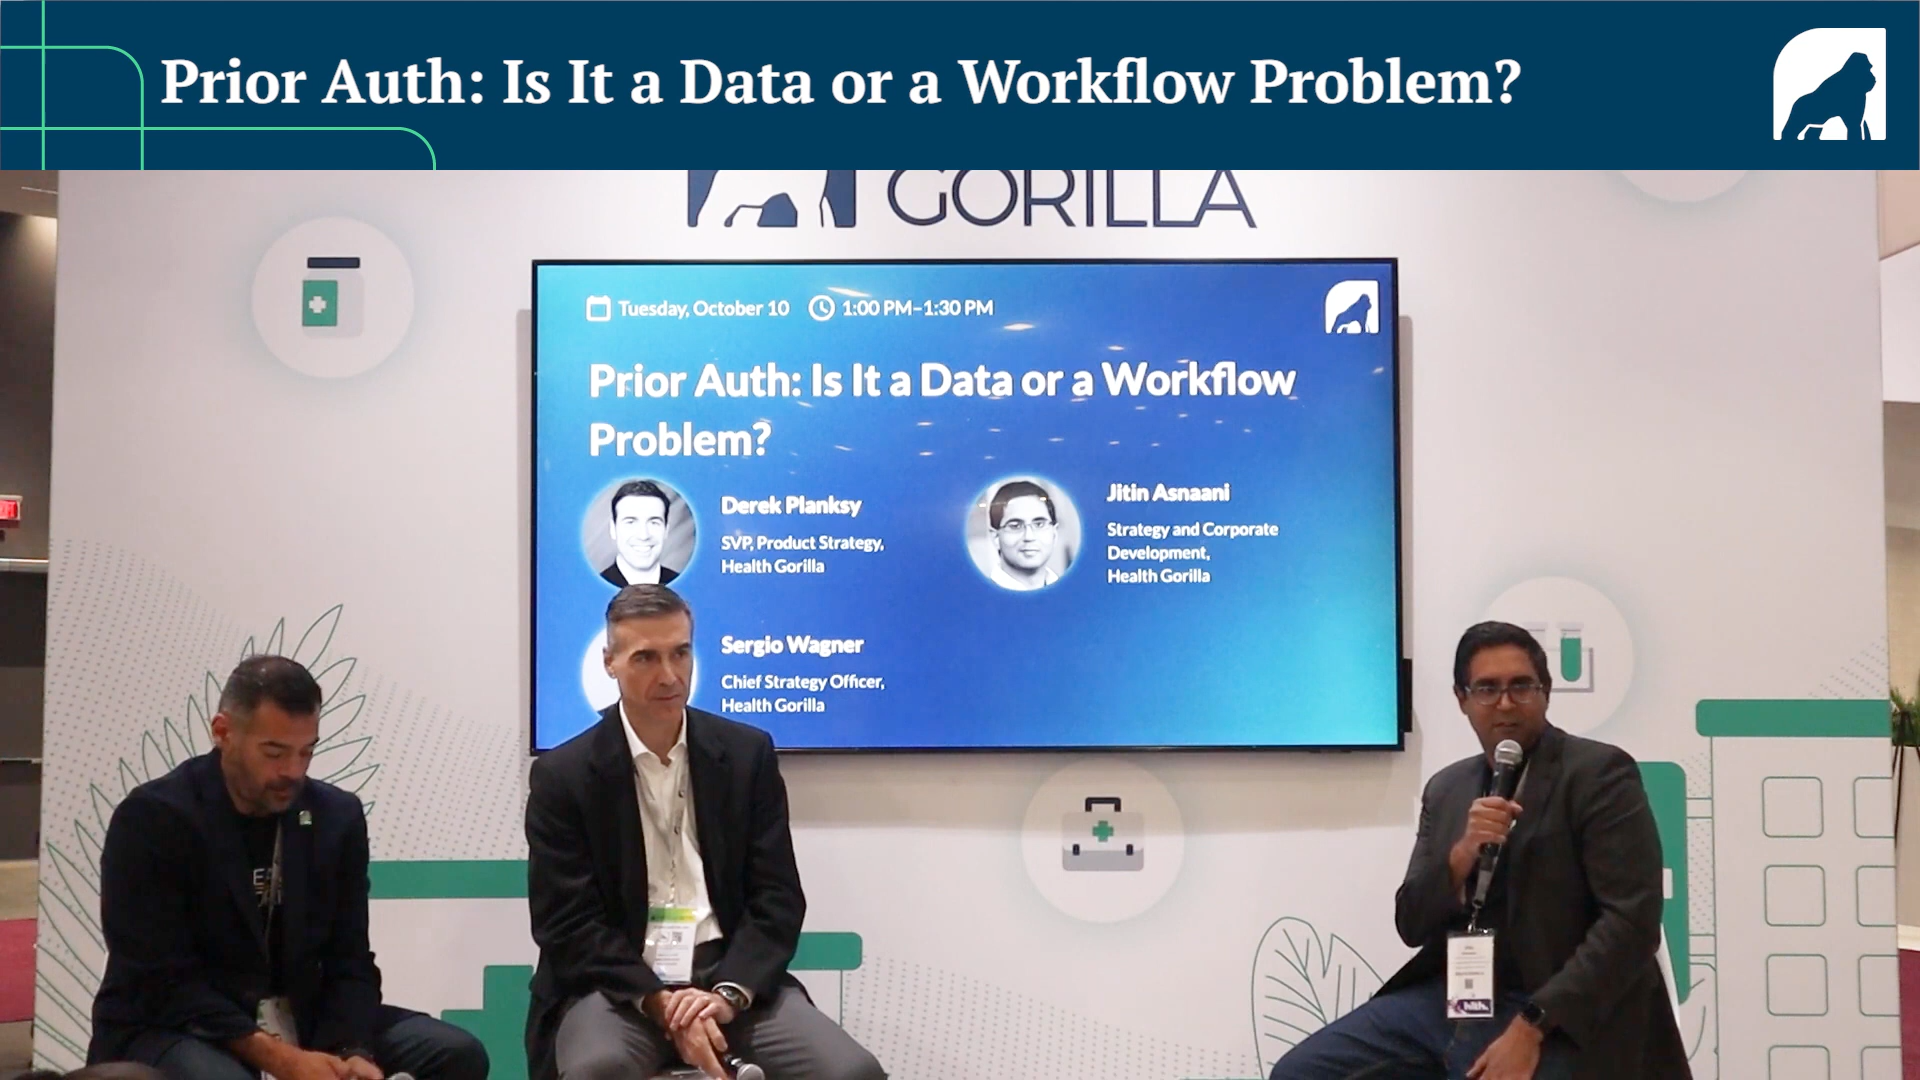 Prior Auth: Is It a Data or a Workflow Problem?
GORILLA
Tuesday, October 10 1:00 PM–1:30 PM
Prior Auth: Is It a Data or a Workflow
Problem?
Derek Planksy
SVP, Product Strategy,
Health Gorilla
Jitin Asnaani
Strategy and Corporate
Development,
Health Gorilla
Sergio Wagner
Chief Strategy Officer,
Health Gorilla
hlth.